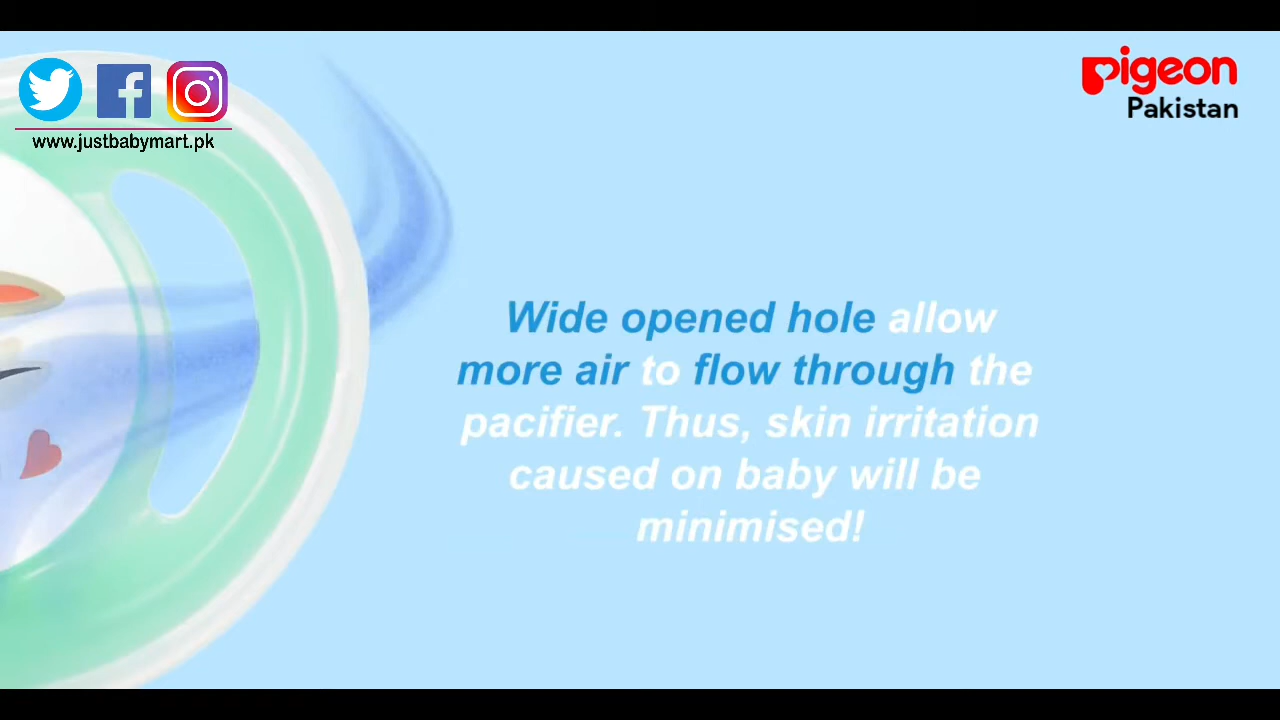 www.justbabymart.pk
Pigeon
Pakistan
Wide opened hole allow
more air to flow through the
pacifier. Thus, skin irritation
caused on baby will be
minimised!